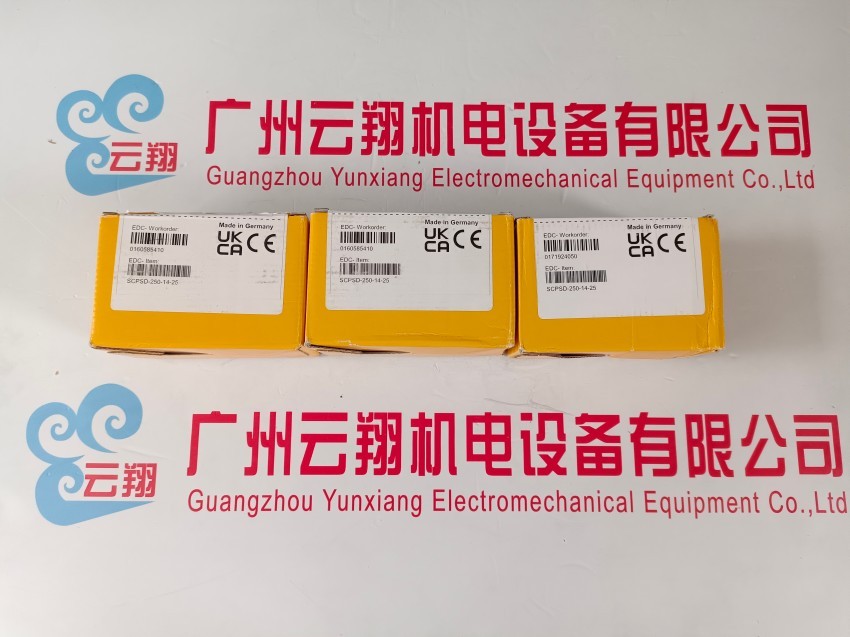 云翔
广州云翔机电设备有限公司
Guangzhou Yunxiang Electromechanical Equipment Co.,Ltd
EDC- Workorder:
Made in Germany
0160585410
UK
CA
CE
EDC- Item:
SCPSD-250-14-25
EDC- Workorder:
Made in Germany
0160585410
UK
CA
CE
EDC- Item:
SCPSD-250-14-25
EDC- Workorder:
Made in Germany
0171924050
UK
CA
CE
EDC- Item
SCPSD-250-14-25
云翔
广州云翔机电设备有限公司
Guangzhou Yunxiang Electromechanical Equipment Co.,Ltd